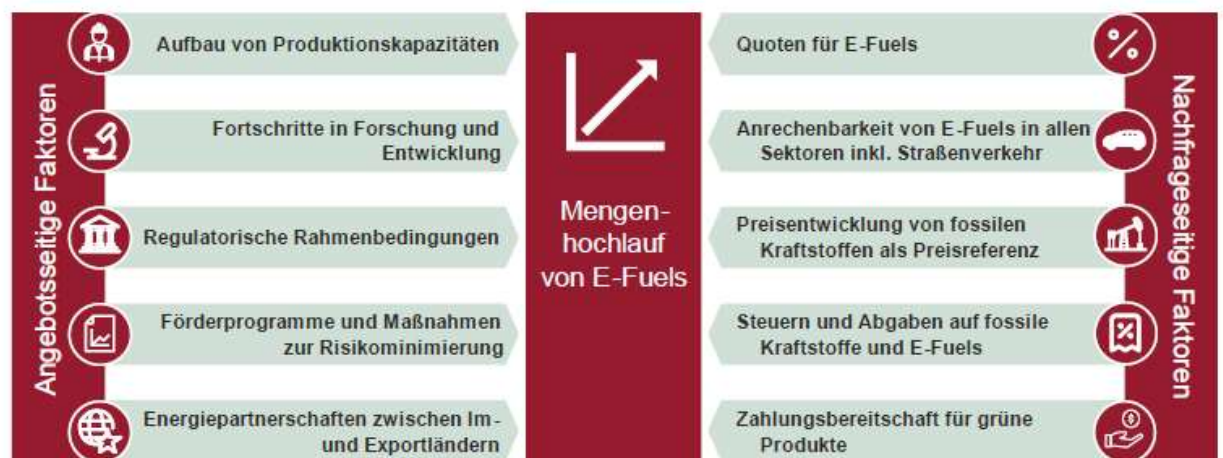 Angebotsseitige Faktoren
Aufbau von Produktionskapazitäten
Fortschritte in Forschung und
Entwicklung
Regulatorische Rahmenbedingungen
Förderprogramme und Maßnahmen
zur Risikominimierung
Energiepartnerschaften zwischen Im-
und Exportländern
Mengen-
hochlauf
von E-Fuels
Quoten für E-Fuels
Anrechenbarkeit von E-Fuels in allen
Sektoren inkl. Straßenverkehr
Preisentwicklung von fossilen
Kraftstoffen als Preisreferenz
Steuern und Abgaben auf fossile
Kraftstoffe und E-Fuels
Zahlungsbereitschaft für grüne
Produkte
Nachfrageseitige Faktoren